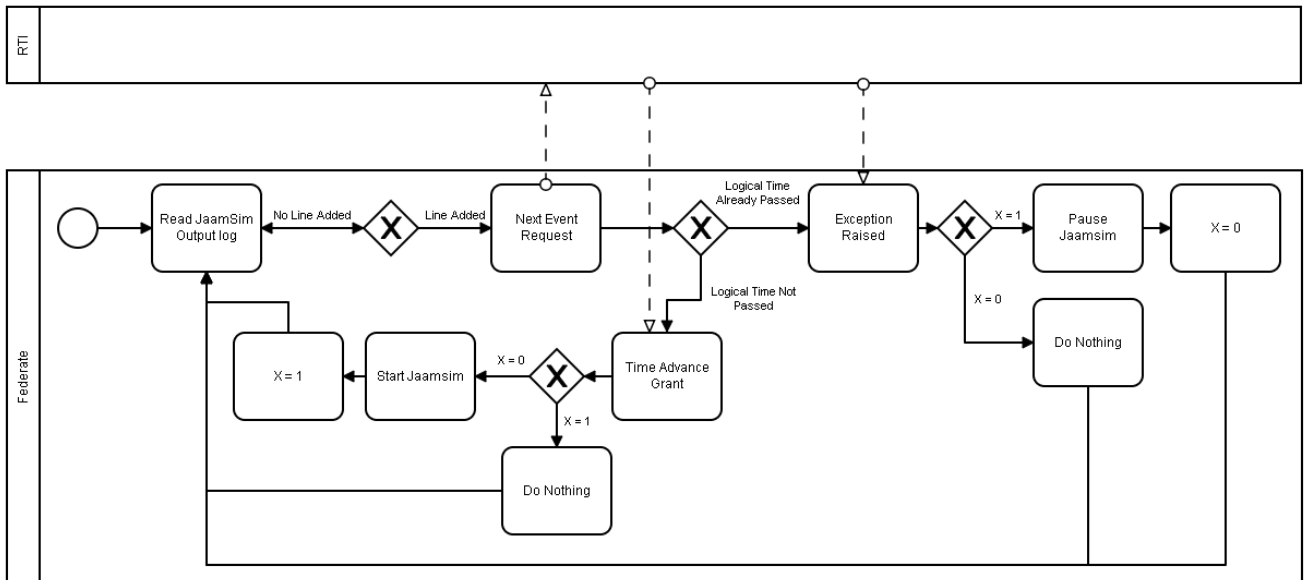 RTI
Federate
Read JaamSim
Output log
No Line Added
X
Line Added
Next Event
Request
X
Logical Time
Already Passed
Exception
Raised
X
X = 1
Pause
Jaamsim
X = 0
Logical Time Not
Passed
X = 0
Do Nothing
X = 1
Start Jaamsim
X = 0
X
Time Advance
Grant
X = 1
Do Nothing